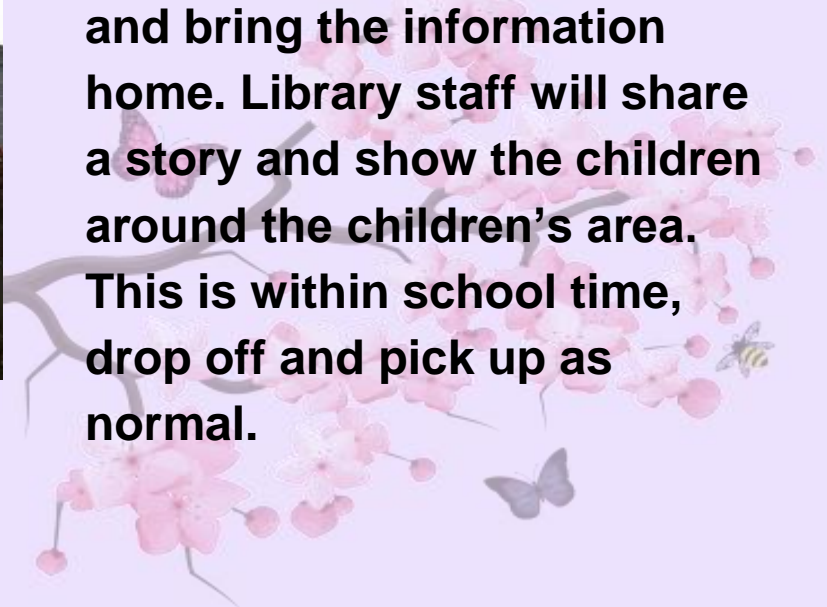 and bring the information
home. Library staff will share
a story and show the children
around the children’s area.
This is within school time,
drop off and pick up as
normal.